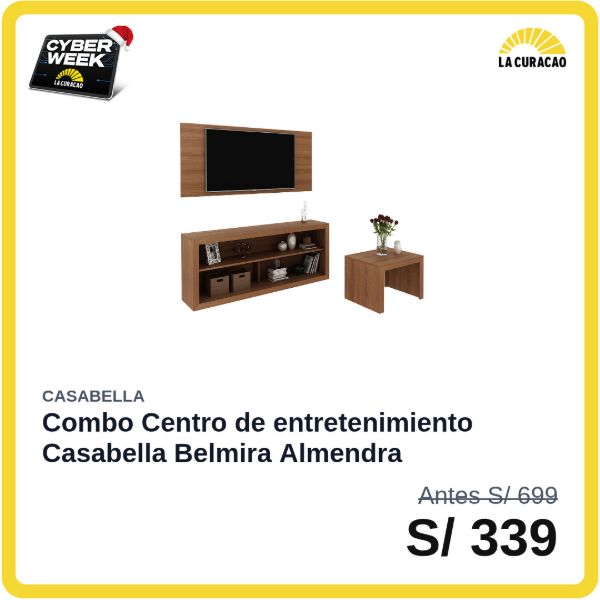 CYBER
WEEK
LA CURACAO
LA CURACAO
CASABELLA
Combo Centro de entretenimiento
Casabella Belmira Almendra
Antes S/ 699
S/ 339